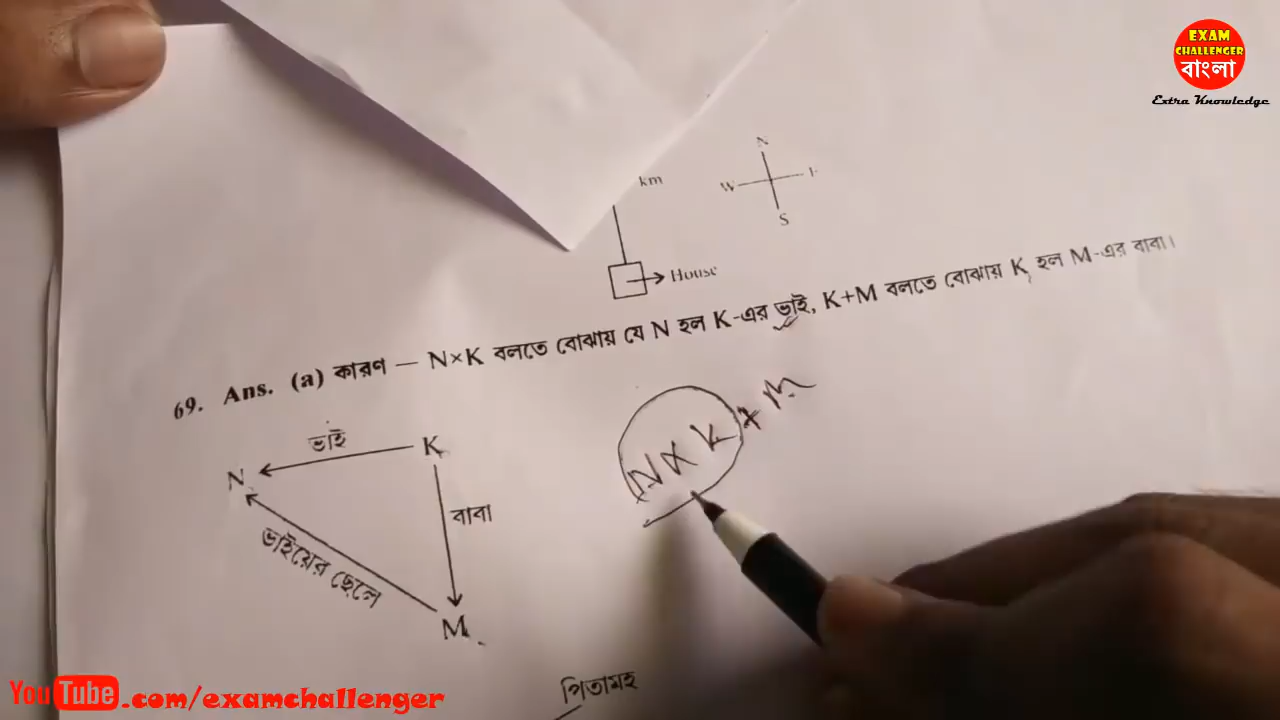 EXAM
CHALLENGER
বাংলা
Extra Knowledge
km
N
W
S
House
69. Ans. (a) কারণ — N×K বলতে বোঝায় যে N হল K-এর ভাই, K+M বলতে বোঝায় K হল M-এর বাবা।
N × K + M
ভাই
K
N
বাবা
ভাইয়ের ছেলে
M
পিতামহ
YouTube.com/examchallenger